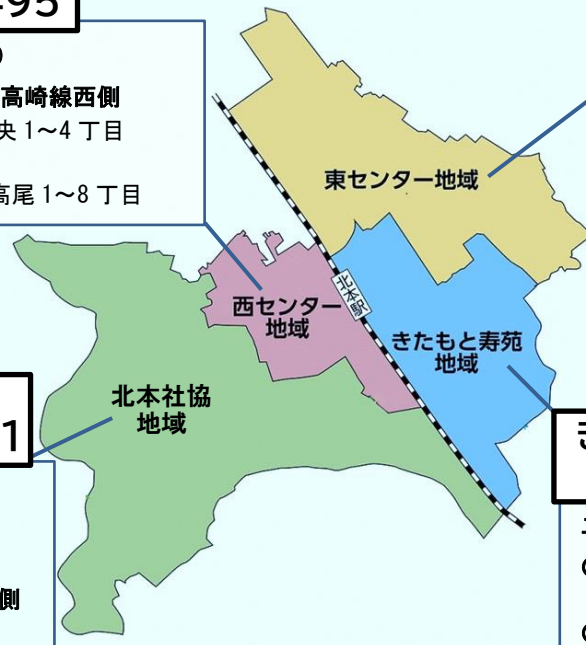 95
高崎線西側
央 1～4 丁目
高尾 1～8 丁目
東センター地域
北本駅
西センター
地域
きたもと寿苑
地域
北本社協
地域
1
側
き
の